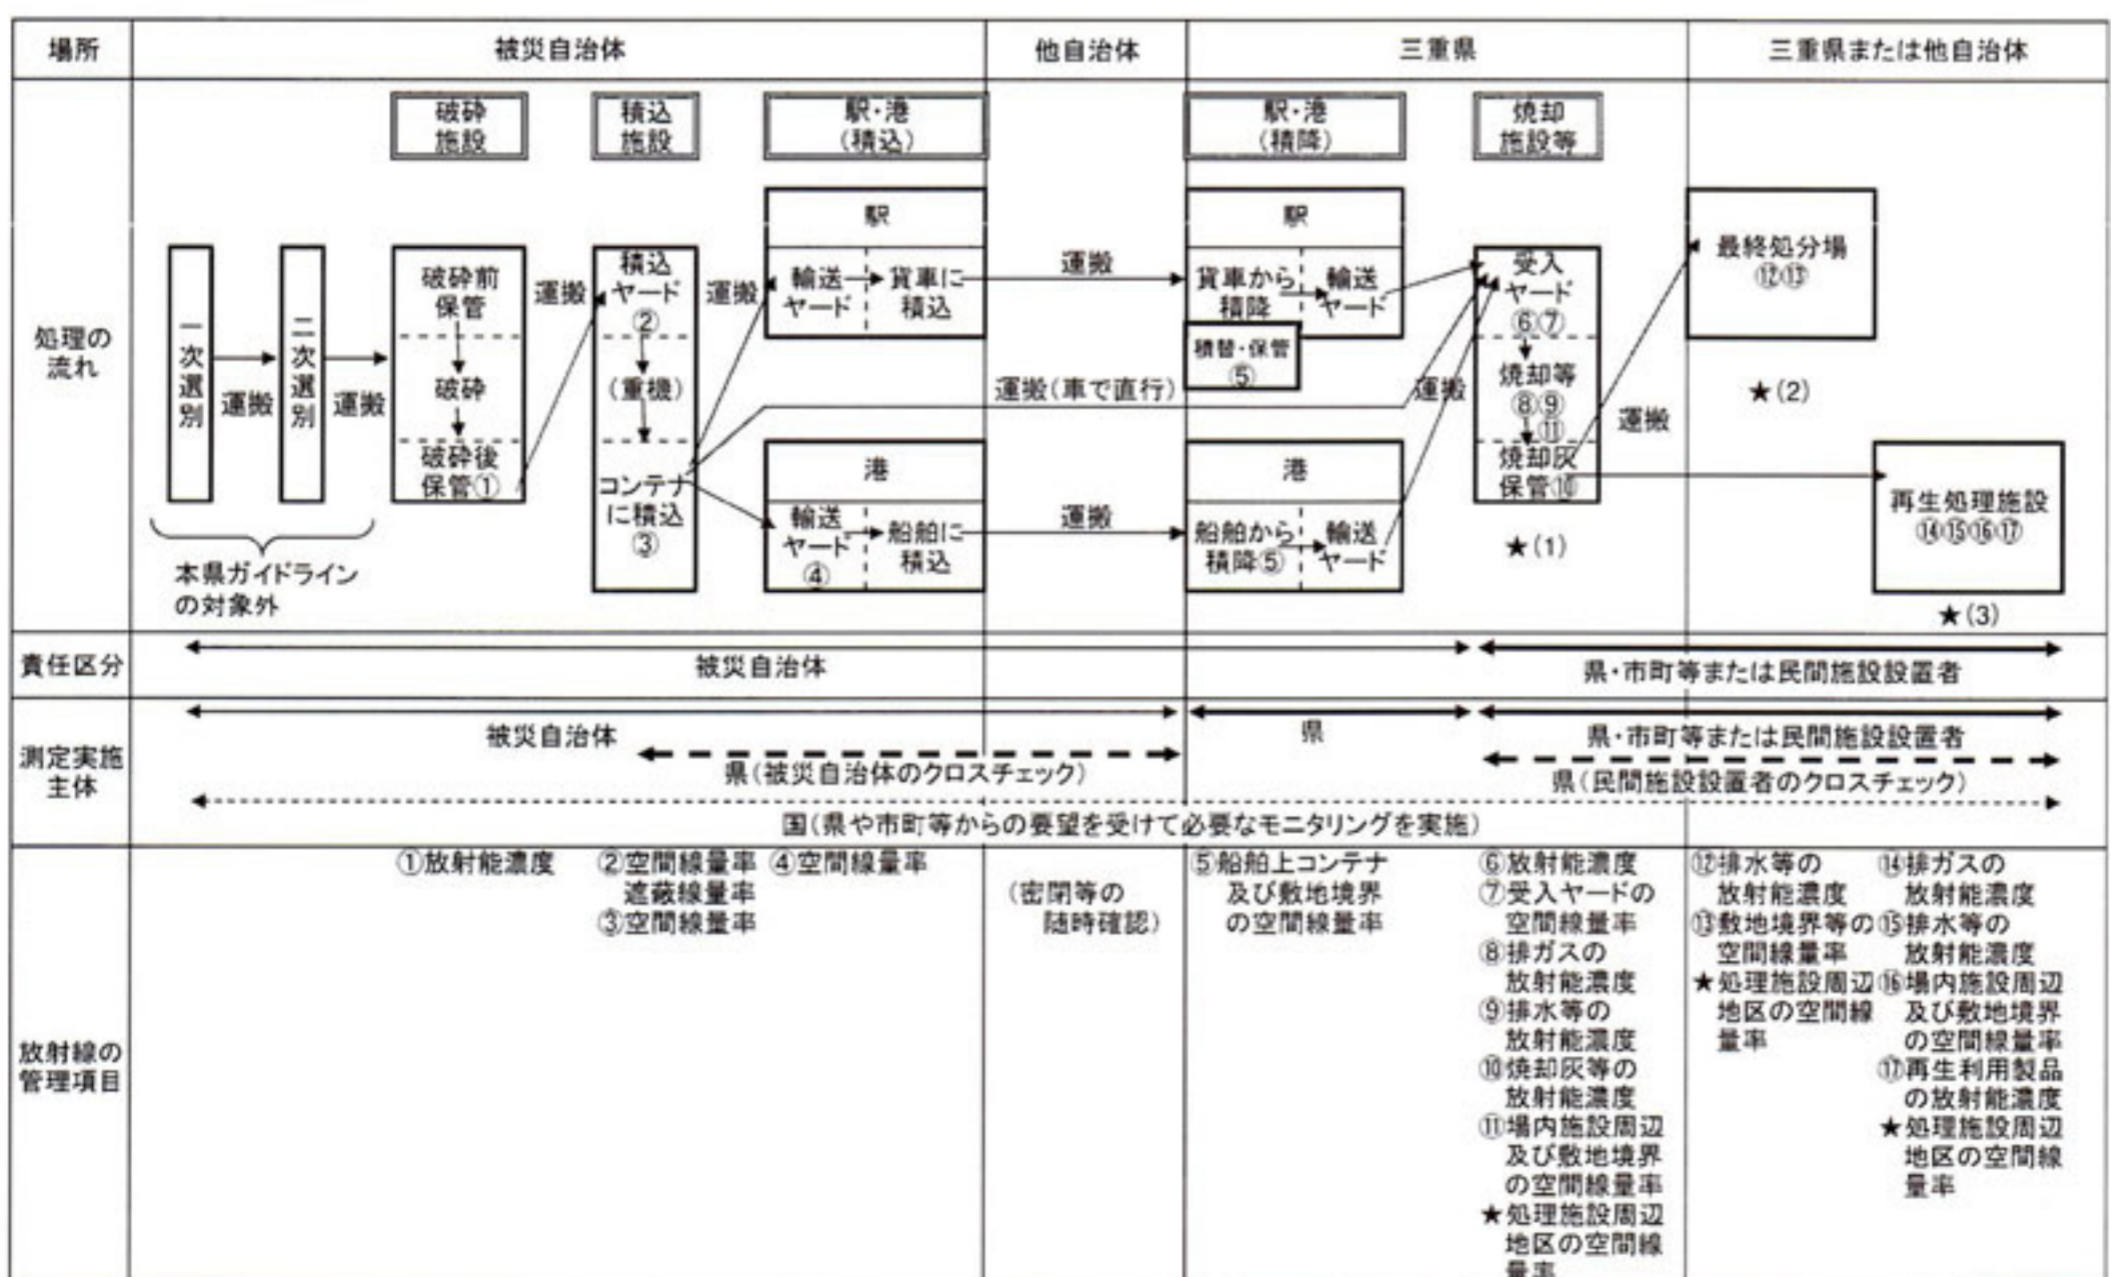 場所
被災自治体
他自治体
三重県
三重県または他自治体
処理の
流れ
破砕
施設
積込
施設
駅・港
(積込)
駅・港
(積降)
焼却
施設等
一次選別
運搬
二次選別
運搬
本県ガイドライン
の対象外
破砕前
保管
破砕
破砕後
保管①
運搬
積込
ヤード
②
(重機)
コンテナ
に積込
③
運搬
駅
輸送
ヤード
貨車に
積込
港
輸送
ヤード
④
船舶に
積込
運搬
運搬(車で直行)
運搬
駅
貨車から
積降
輸送
ヤード
積替・保管
⑤
港
船舶から
積降⑤
輸送
ヤード
運搬
受入
ヤード
⑥⑦
焼却等
⑧⑨
⑪
焼却灰
保管⑩
★(1)
運搬
最終処分場
⑫⑬
★(2)
再生処理施設
⑭⑮⑯⑰
★(3)
責任区分
被災自治体
県・市町等または民間施設設置者
測定実施
主体
被災自治体
県
県・市町等または民間施設設置者
県(被災自治体のクロスチェック)
県(民間施設設置者のクロスチェック)
国(県や市町等からの要望を受けて必要なモニタリングを実施)
放射線の
管理項目
①放射能濃度
②空間線量率
遮蔽線量率
③空間線量率
④空間線量率
(密閉等の
随時確認)
⑤船舶上コンテナ
及び敷地境界
の空間線量率
⑥放射能濃度
⑦受入ヤードの
空間線量率
⑧排ガスの
放射能濃度
⑨排水等の
放射能濃度
⑩焼却灰等の
放射能濃度
⑪場内施設周辺
及び敷地境界
の空間線量率
★処理施設周辺
地区の空間線
量率
⑫排水等の
放射能濃度
⑬敷地境界等の
空間線量率
★処理施設周辺
地区の空間線
量率
⑭排ガスの
放射能濃度
⑮排水等の
放射能濃度
⑯場内施設周辺
及び敷地境界
の空間線量率
⑰再生利用製品
の放射能濃度
★処理施設周辺
地区の空間線
量率